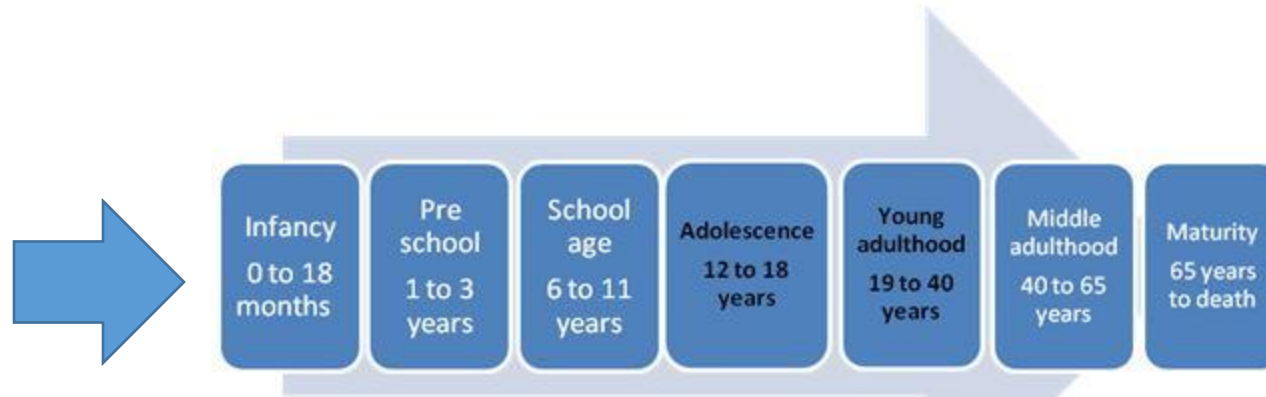 Infancy
0 to 18
months
Pre
school
1 to 3
years
School
age
6 to 11
years
Adolescence
12 to 18
years
Young
adulthood
19 to 40
years
Middle
adulthood
40 to 65
years
Maturity
65 years
to death